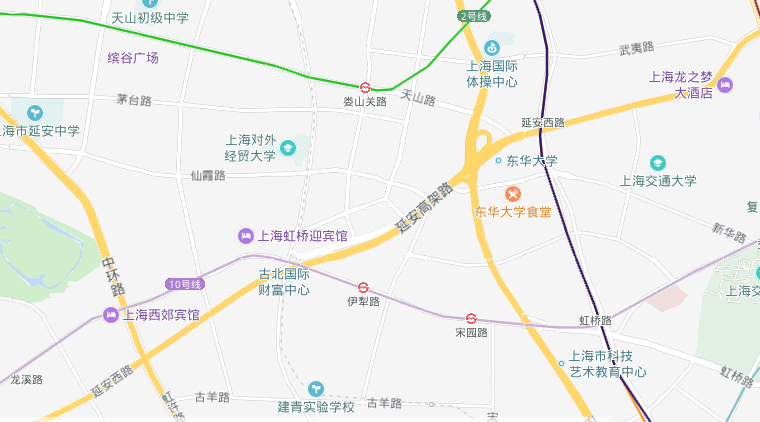 天山初级中学
2号线
缤谷广场
武夷路
上海国际
体操中心
上海龙之梦
大酒店
茅台路
娄山关路
天山路
上海市延安中学
延安西路
上海对外
经贸大学
东华大学
仙霞路
上海交通大学
延安高架路
东华大学食堂
复
新华路
上海虹桥迎宾馆
中环路
古北国际
财富中心
10号线
伊犁路
上海交
上海西郊宾馆
宋园路
虹桥路
上海市科技
艺术教育中心
龙溪路
延安西路
虹桥路
古羊路
建青实验学校
古羊路